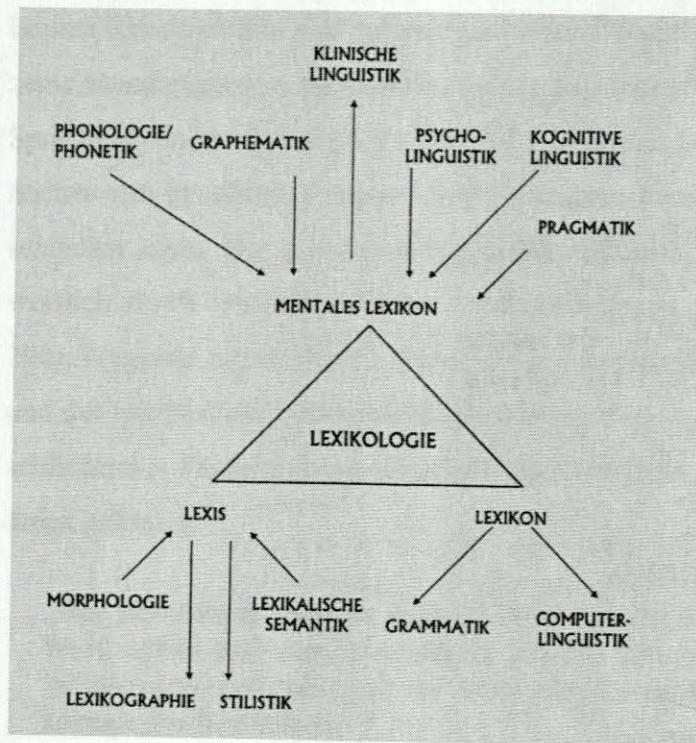 KLINISCHE
LINGUISTIK
PHONOLOGIE/
PHONETIK
GRAPHEMATIK
PSYCHO-
LINGUISTIK
KOGNITIVE
LINGUISTIK
PRAGMATIK
MENTALES LEXIKON
LEXIKOLOGIE
LEXIS
LEXIKON
MORPHOLOGIE
LEXIKALISCHE
SEMANTIK
GRAMMATIK
COMPUTER-
LINGUISTIK
LEXIKOGRAPHIE
STILISTIK